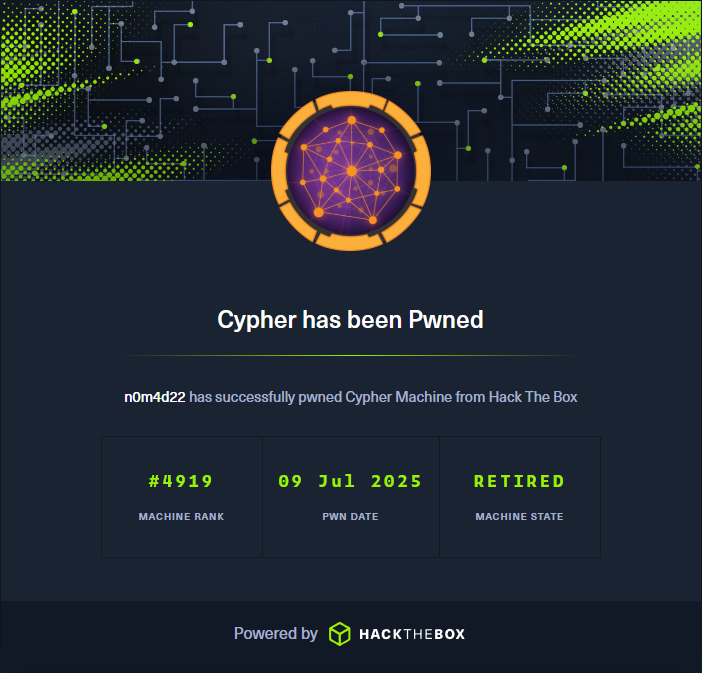 Cypher has been Pwned
n0m4d22 has successfully pwned Cypher Machine from Hack The Box
#4919 09 Jul 2025 RETIRED
MACHINE RANK PWN DATE MACHINE STATE
Powered by HACKTHEBOX